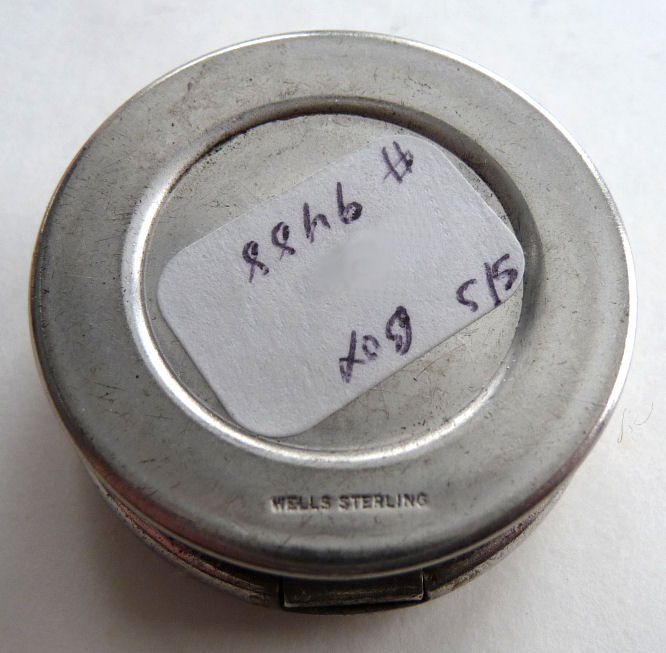 S/S Box
# 9488
WELLS STERLING